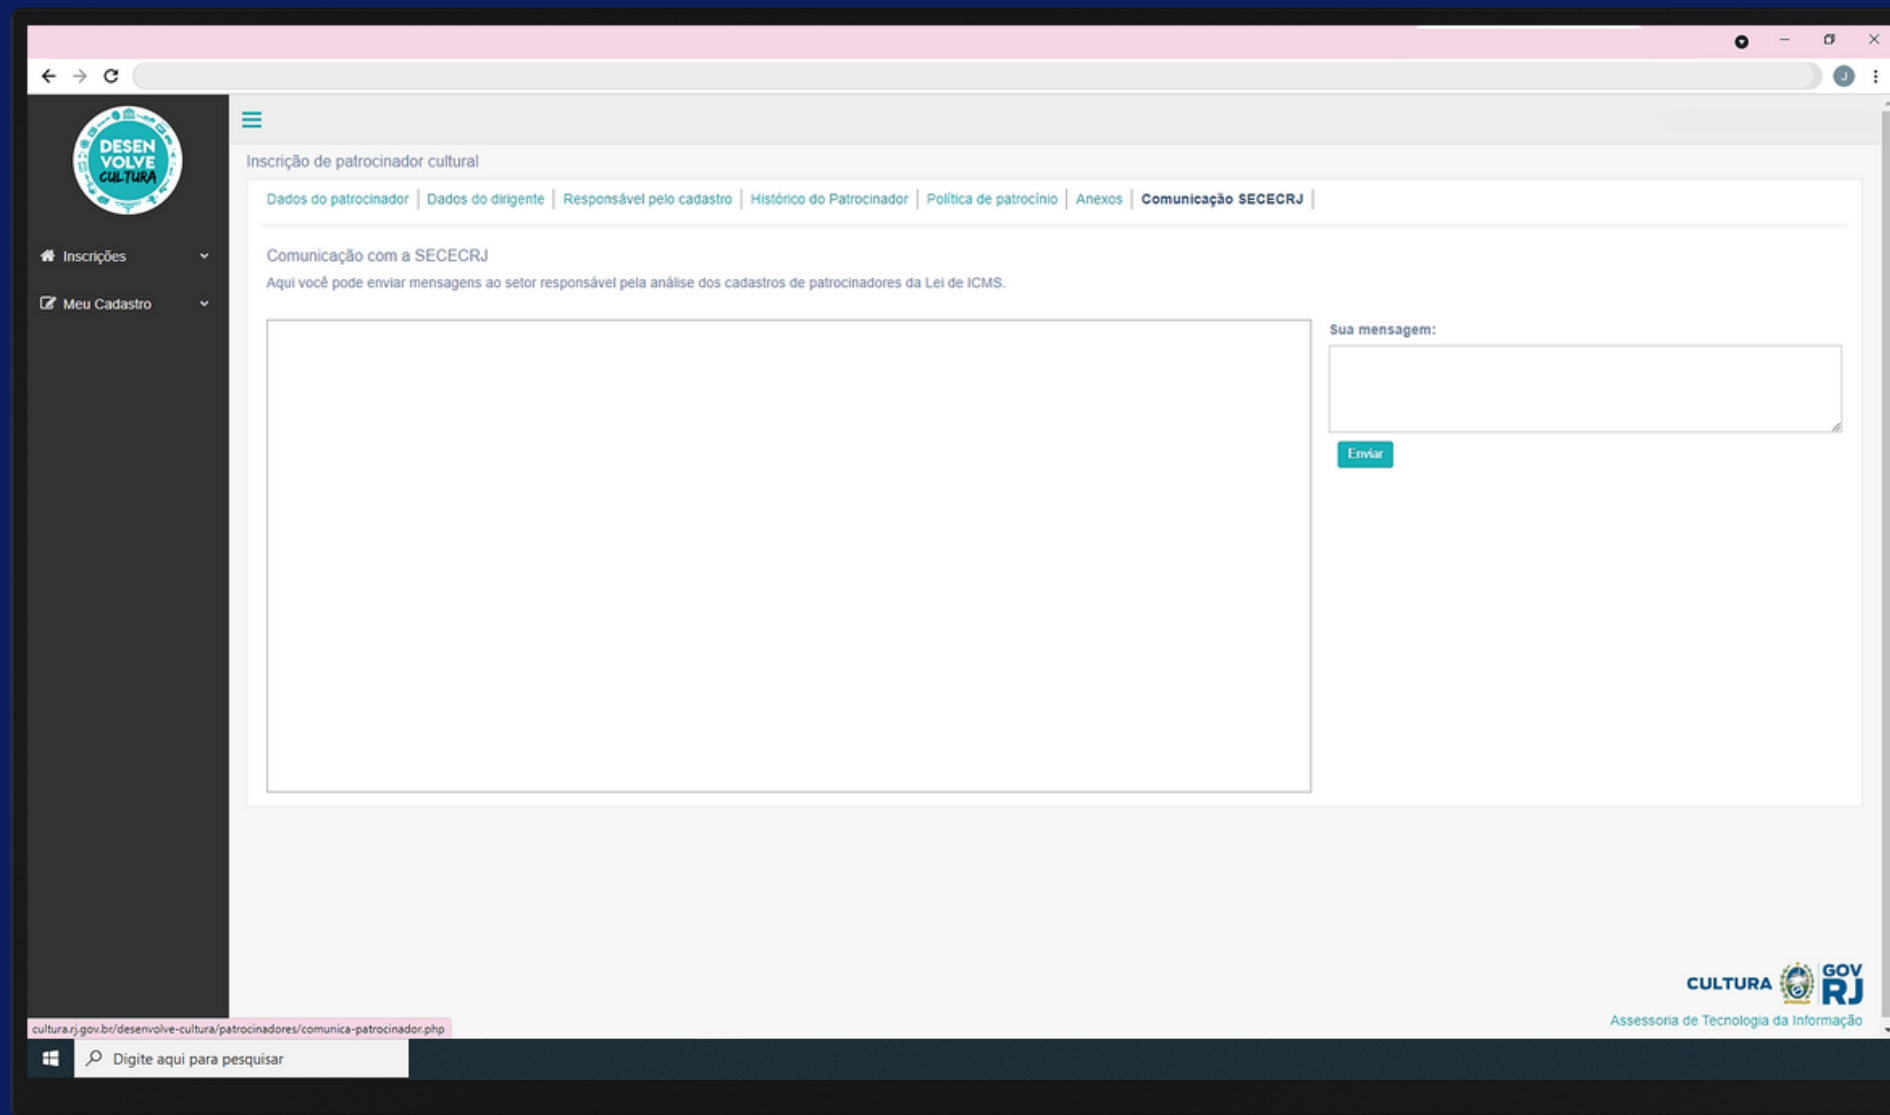 J
DESEN
VOLVE
CULTURA
Inscrições
Meu Cadastro
Inscrição de patrocinador cultural
Dados do patrocinador | Dados do dirigente | Responsável pelo cadastro | Histórico do Patrocinador | Política de patrocínio | Anexos | Comunicação SECECRJ |
Comunicação com a SECECRJ
Aqui você pode enviar mensagens ao setor responsável pela análise dos cadastros de patrocinadores da Lei de ICMS.
Sua mensagem:
Enviar
CULTURA GOV RJ
Assessoria de Tecnologia da Informação
cultura.rj.gov.br/desenvolve-cultura/patrocinadores/comunica-patrocinador.php
Digite aqui para pesquisar